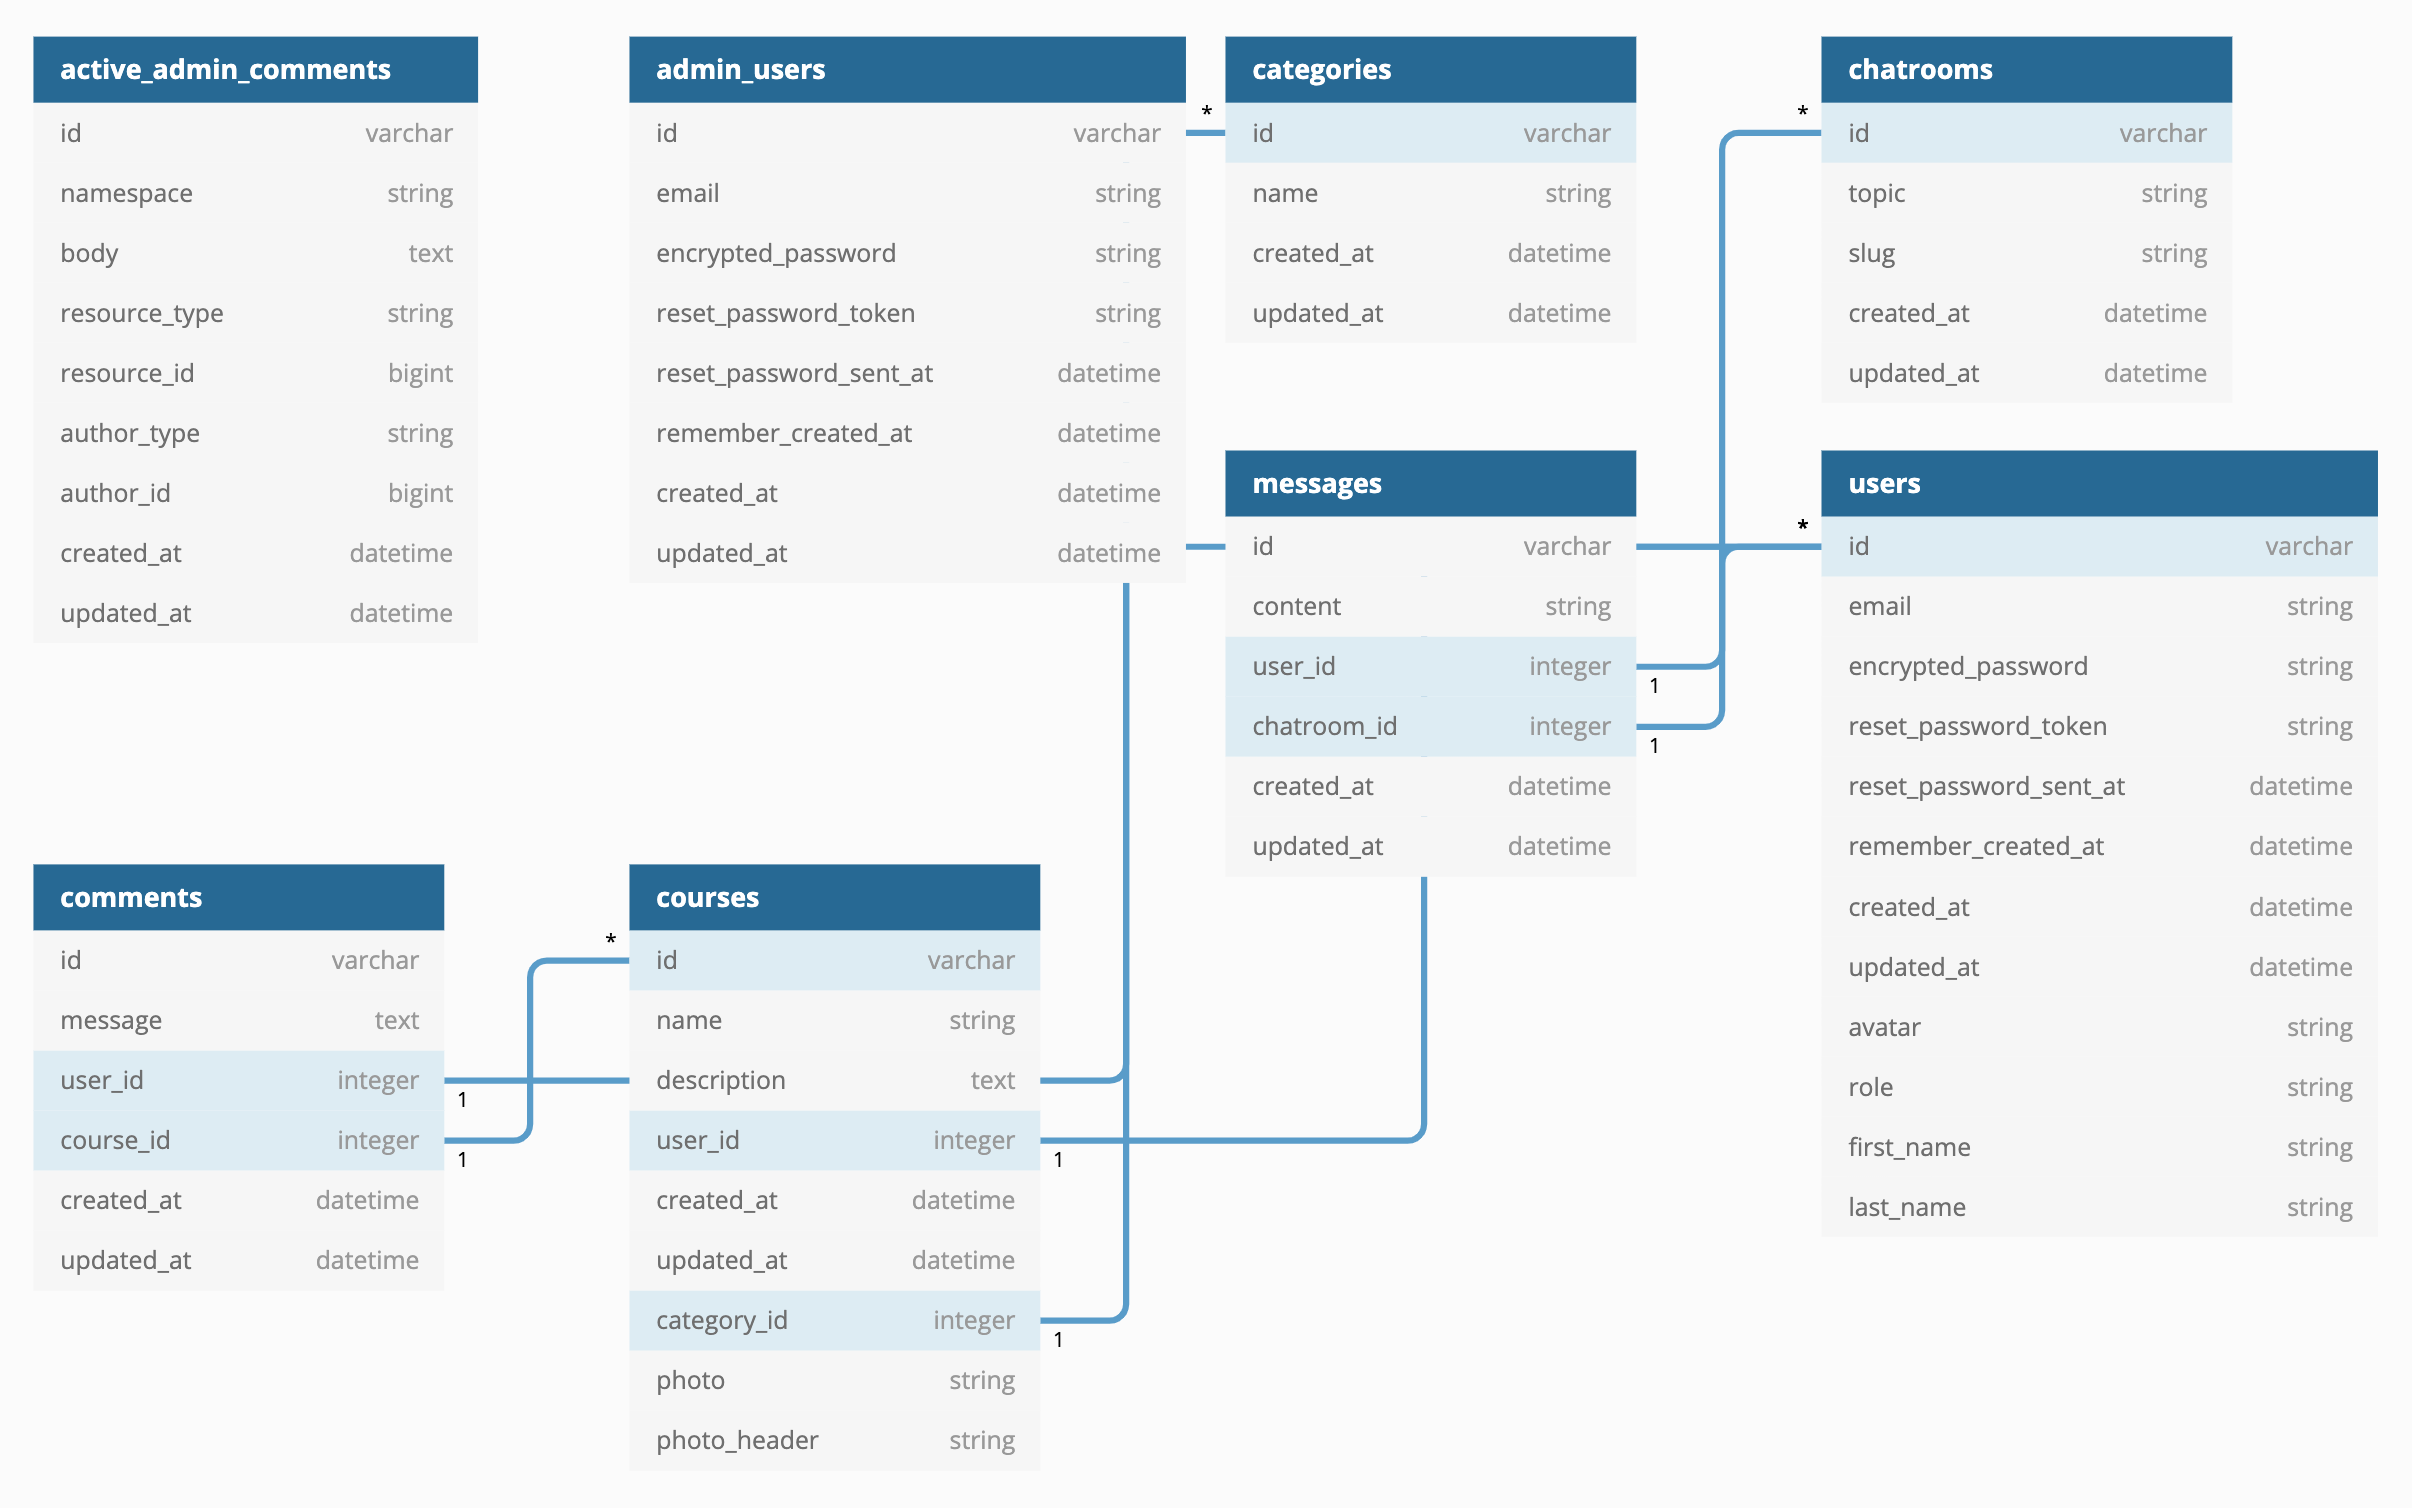 active_admin_comments
id varchar
namespace string
body text
resource_type string
resource_id bigint
author_type string
author_id bigint
created_at datetime
updated_at datetime
admin_users
id varchar
email string
encrypted_password string
reset_password_token string
reset_password_sent_at datetime
remember_created_at datetime
created_at datetime
updated_at datetime
*
categories
id varchar
name string
created_at datetime
updated_at datetime
*
chatrooms
id varchar
topic string
slug string
created_at datetime
updated_at datetime
messages
id varchar
content string
user_id integer
1
chatroom_id integer
1
created_at datetime
updated_at datetime
*
users
id varchar
email string
encrypted_password string
reset_password_token string
reset_password_sent_at datetime
remember_created_at datetime
created_at datetime
updated_at datetime
avatar string
role string
first_name string
last_name string
comments
id varchar
message text
user_id integer
1
course_id integer
1
created_at datetime
updated_at datetime
*
courses
id varchar
name string
description text
user_id integer
1
created_at datetime
updated_at datetime
category_id integer
1
photo string
photo_header string